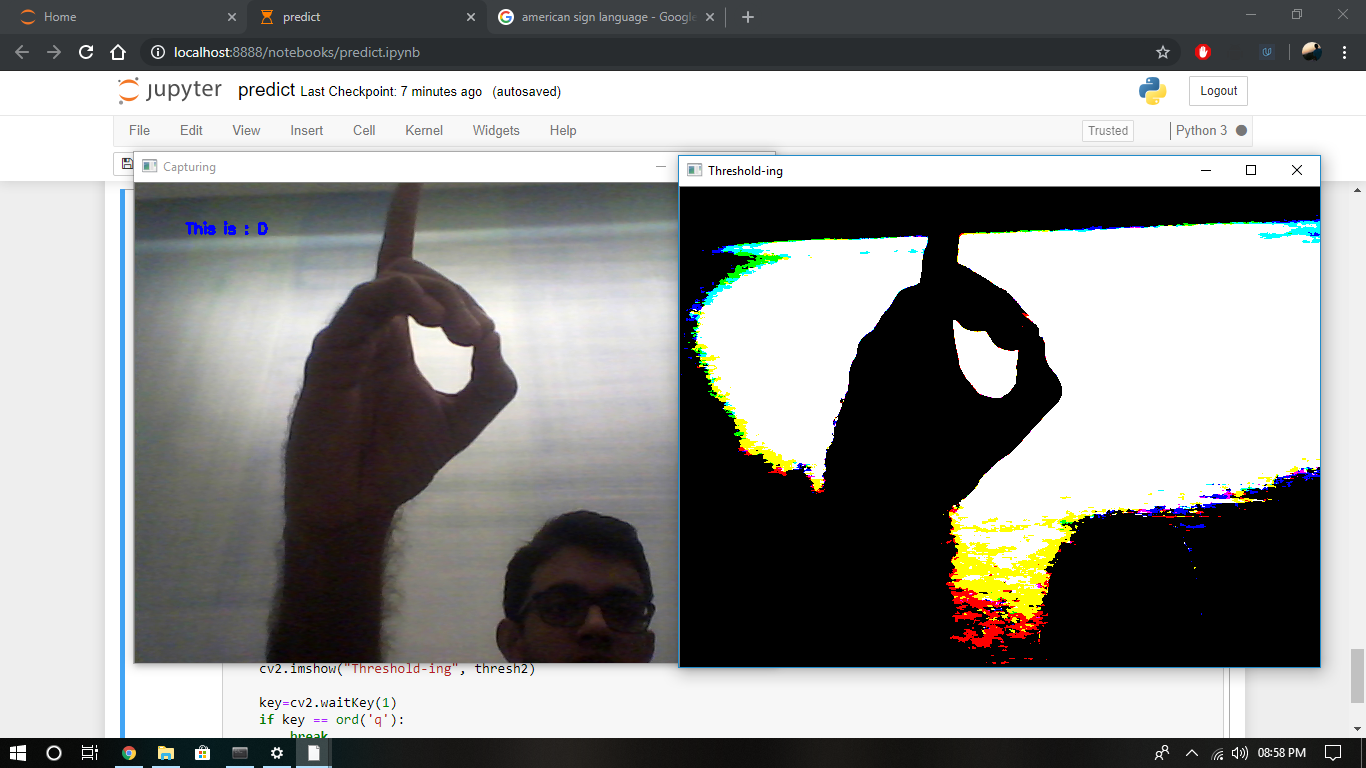 Home
predict
american sign language - Google
localhost:8888/notebooks/predict.ipynb
jupyter predict Last Checkpoint: 7 minutes ago (autosaved)
Logout
File Edit View Insert Cell Kernel Widgets Help
Trusted Python 3
Capturing
Threshold-ing
This is : D
cv2.imshow("Threshold-ing", thresh2)
key=cv2.waitKey(1)
if key == ord('q'):
break
08:58 PM